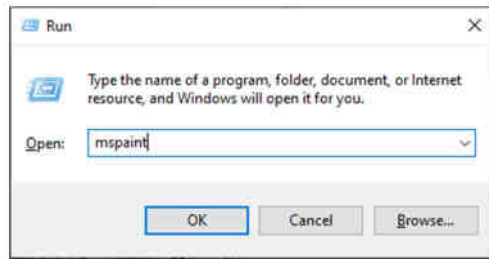 Run
Type the name of a program, folder, document, or Internet
resource, and Windows will open it for you.
Open: mspaint
OK Cancel Browse...